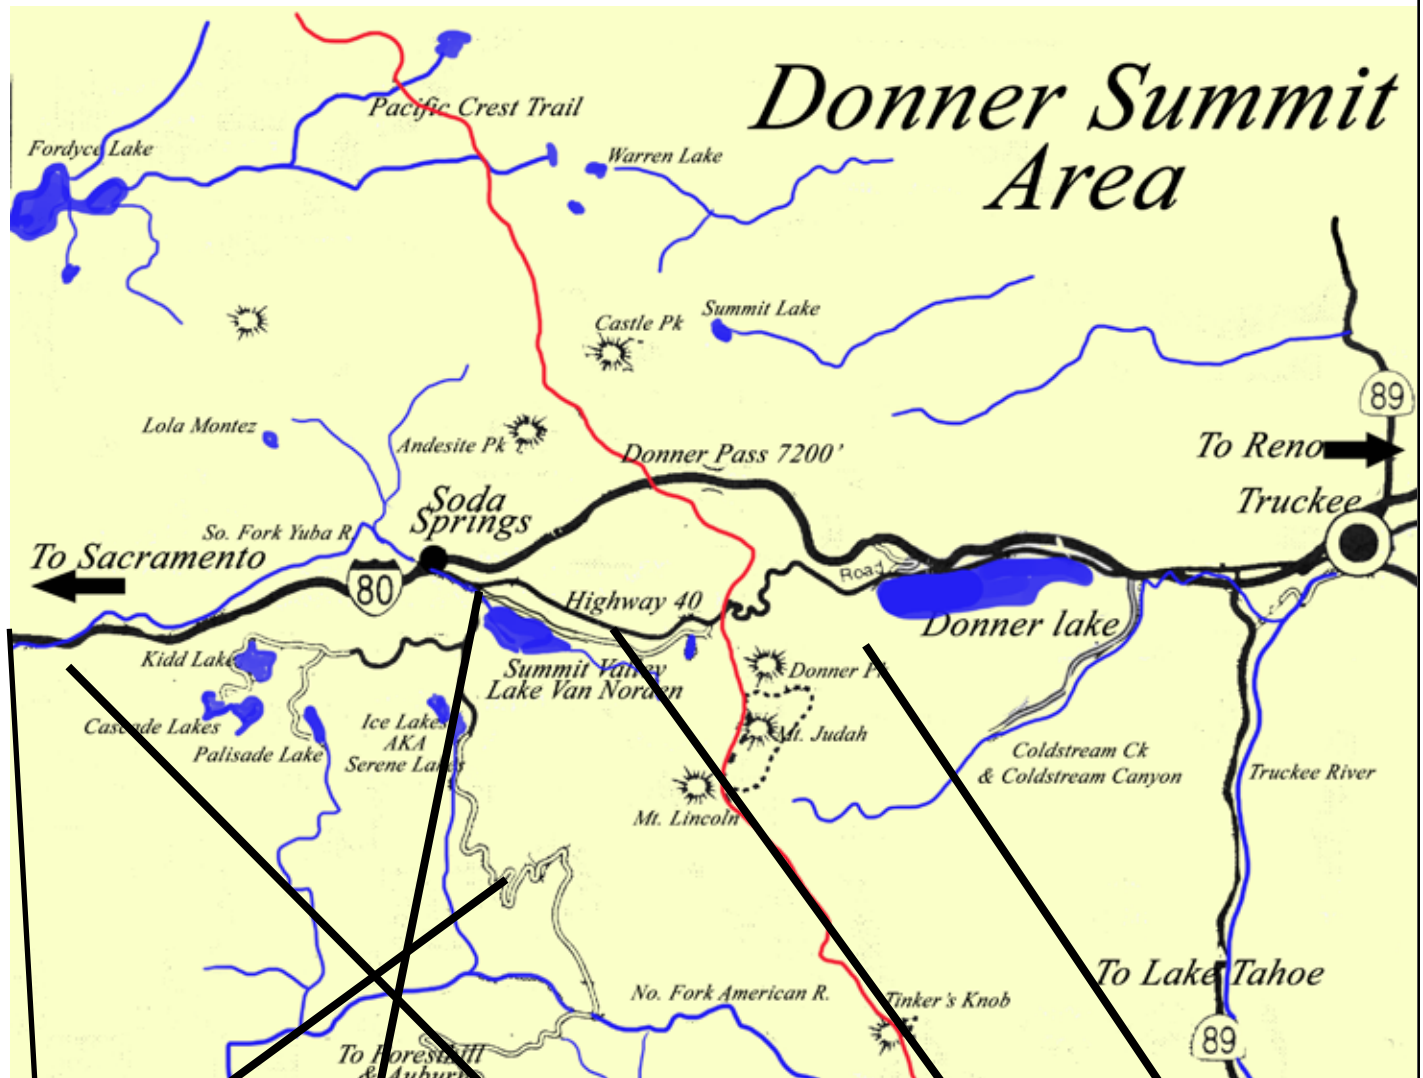 Donner Summit
Area
Pacific Crest Trail
Fordyce Lake
Warren Lake
Summit Lake
Castle Pk
89
Lola Montez
Andesite Pk
Donner Pass 7200'
To Reno
Soda
Springs
Truckee
So. Fork Yuba R.
To Sacramento
80
Road
Highway 40
Donner lake
Kidd Lake
Summit Valley
Lake Van Norden
Donner Pk
Cascade Lakes
Ice Lakes
AKA
Serene Lakes
Palisade Lake
Mt. Judah
Coldstream Ck
& Coldstream Canyon
Truckee River
Mt. Lincoln
To Lake Tahoe
No. Fork American R.
Tinker's Knob
89
To Foresthill
& Auburn